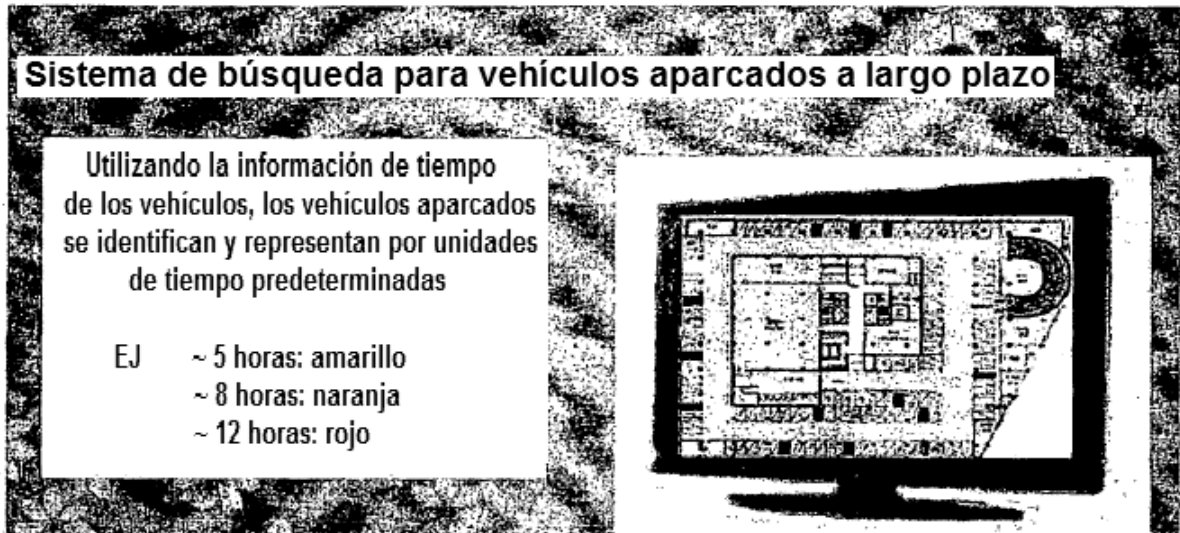 Sistema de búsqueda para vehículos aparcados a largo plazo
Utilizando la información de tiempo
de los vehículos, los vehículos aparcados
se identifican y representan por unidades
de tiempo predeterminadas
EJ ~ 5 horas: amarillo
~ 8 horas: naranja
~ 12 horas: rojo